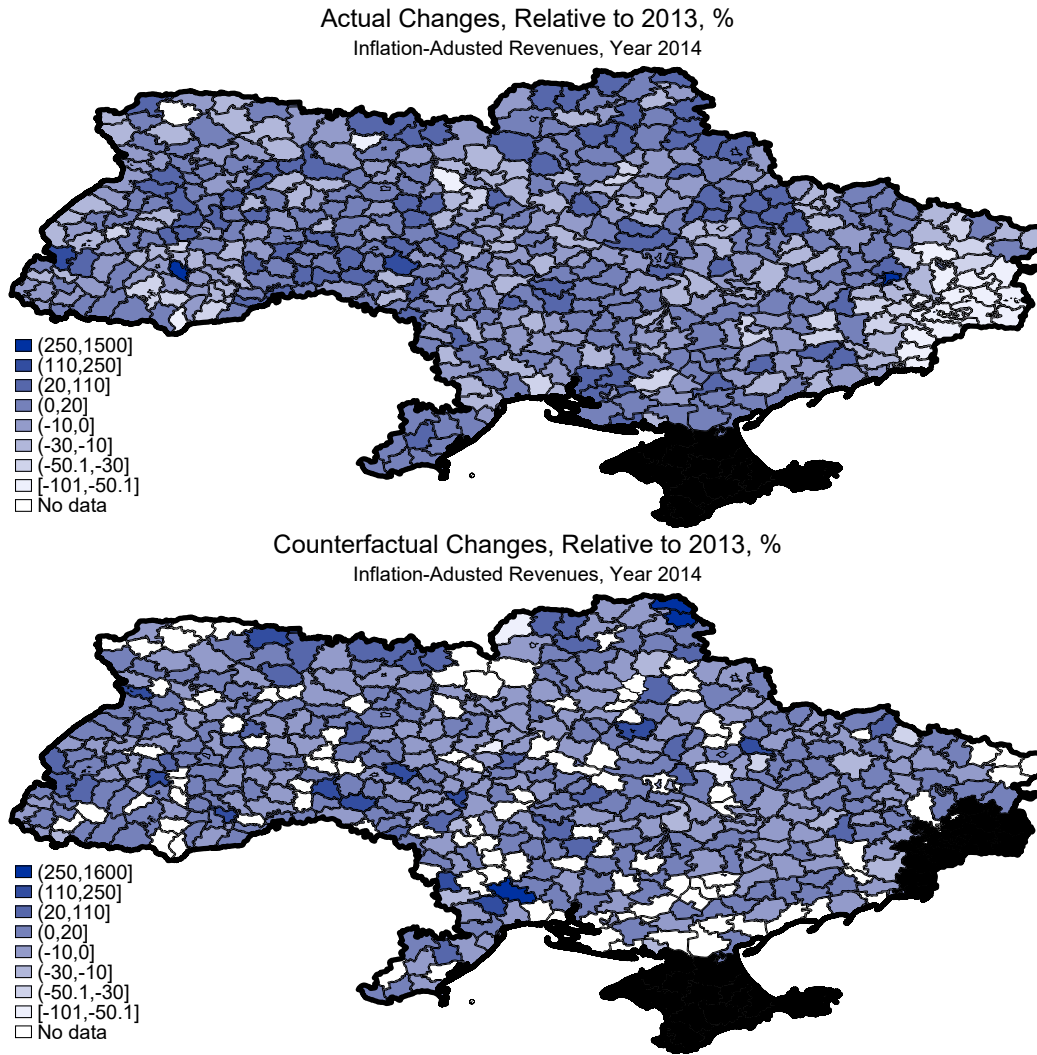 Actual Changes, Relative to 2013, %
Inflation-Adusted Revenues, Year 2014
(250,1500]
(110,250]
(20,110]
(0,20]
(-10,0]
(-30,-10]
(-50.1,-30]
[-101,-50.1]
No data
Counterfactual Changes, Relative to 2013, %
Inflation-Adusted Revenues, Year 2014
(250,1600]
(110,250]
(20,110]
(0,20]
(-10,0]
(-30,-10]
(-50.1,-30]
[-101,-50.1]
No data